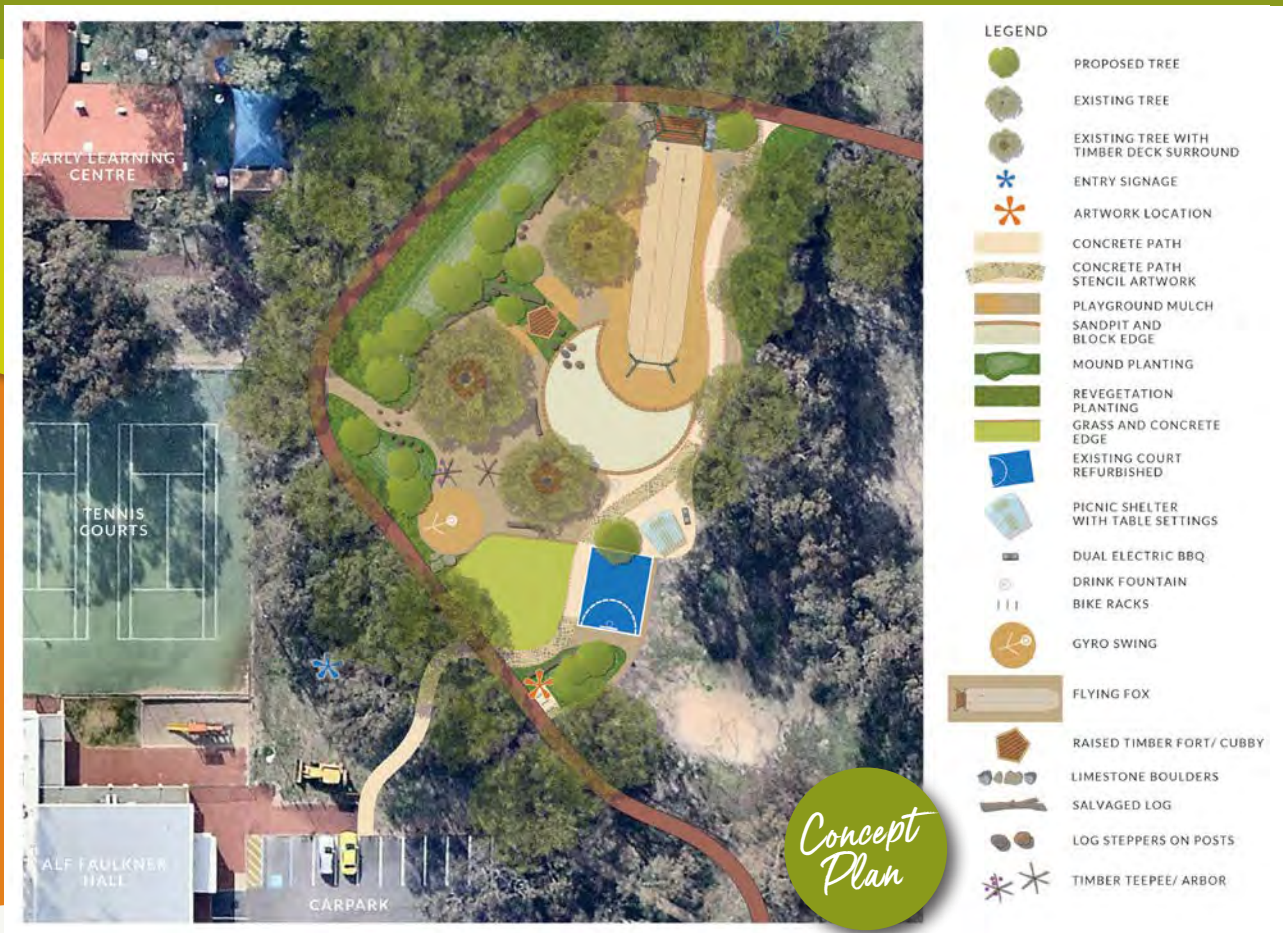 EARLY LEARNING
CENTRE
TENNIS
COURTS
ALF FAULKNER
HALL
CARPARK
Concept
Plan
LEGEND
PROPOSED TREE
EXISTING TREE
EXISTING TREE WITH
TIMBER DECK SURROUND
ENTRY SIGNAGE
ARTWORK LOCATION
CONCRETE PATH
CONCRETE PATH
STENCIL ARTWORK
PLAYGROUND MULCH
SANDPIT AND
BLOCK EDGE
MOUND PLANTING
REVEGETATION
PLANTING
GRASS AND CONCRETE
EDGE
EXISTING COURT
REFURBISHED
PICNIC SHELTER
WITH TABLE SETTINGS
DUAL ELECTRIC BBQ
DRINK FOUNTAIN
BIKE RACKS
GYRO SWING
FLYING FOX
RAISED TIMBER FORT/ CUBBY
LIMESTONE BOULDERS
SALVAGED LOG
LOG STEPPERS ON POSTS
TIMBER TEEPEE/ ARBOR